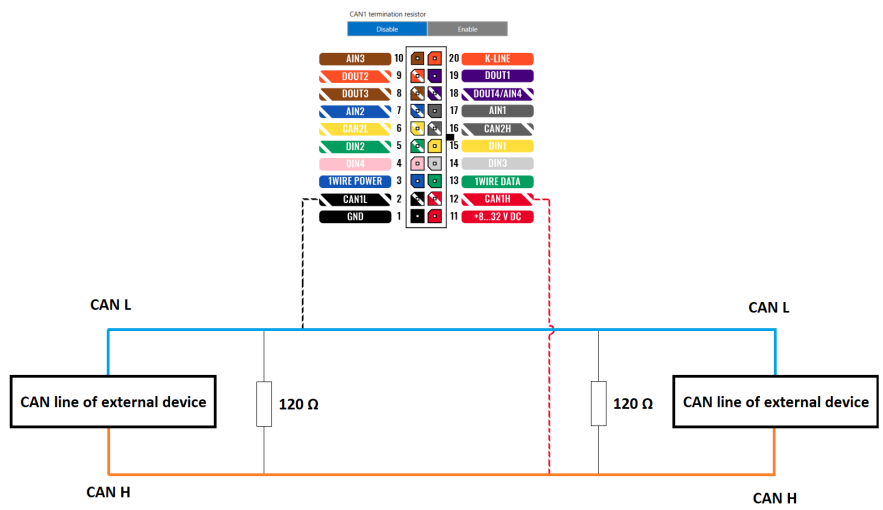 CAN1 termination resistor
Disable Enable
AIN3 10 20 K-LINE
DOUT2 9 19 DOUT1
DOUT3 8 18 DOUT4/AIN4
AIN2 7 17 AIN1
CAN2L 6 16 CAN2H
DIN2 5 15 DIN1
DIN4 4 14 DIN3
1WIRE POWER 3 13 1WIRE DATA
CAN1L 2 12 CAN1H
GND 1 11 +8...32 V DC
CAN L CAN L
CAN line of external device 120 Ω 120 Ω CAN line of external device
CAN H CAN H